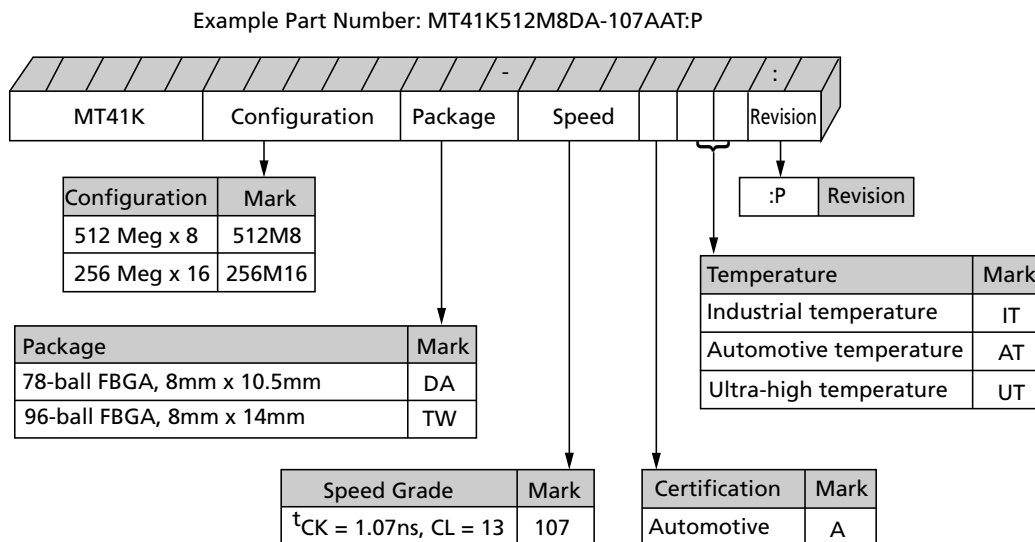 Example Part Number: MT41K512M8DA-107AAT:P
- :
MT41K Configuration Package Speed Revision
Configuration Mark
512 Meg x 8 512M8
256 Meg x 16 256M16
:P Revision
Package Mark
78-ball FBGA, 8mm x 10.5mm DA
96-ball FBGA, 8mm x 14mm TW
Temperature Mark
Industrial temperature IT
Automotive temperature AT
Ultra-high temperature UT
Speed Grade Mark
tCK = 1.07ns, CL = 13 107
Certification Mark
Automotive A